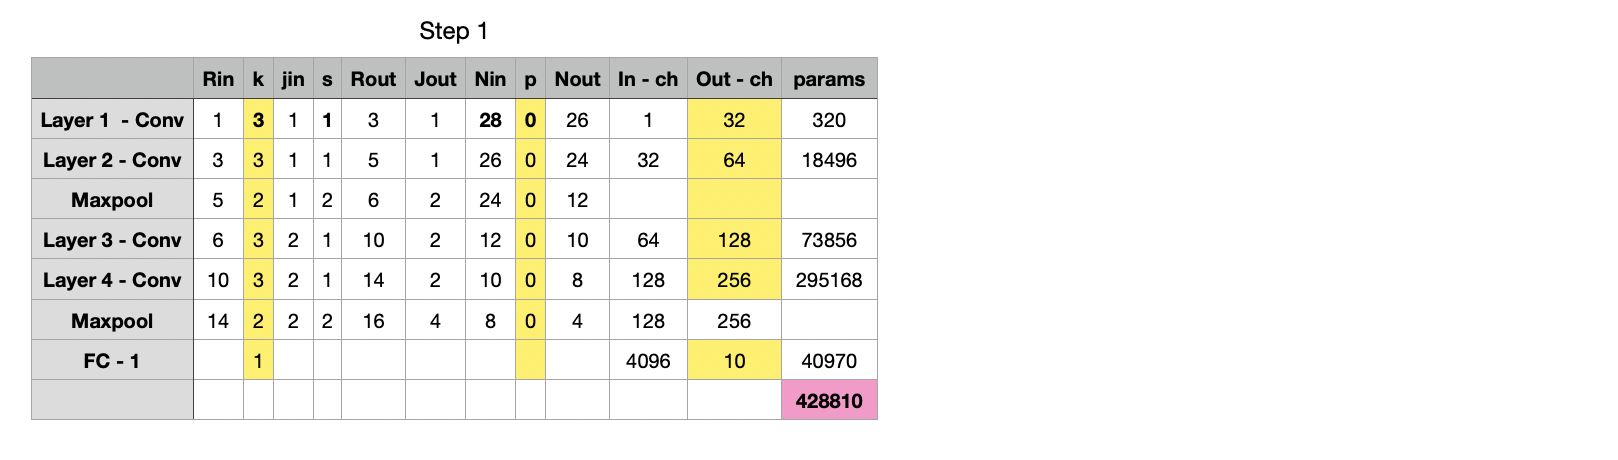 Step 1
Rin k jin s Rout Jout Nin p Nout In - ch Out - ch params
Layer 1 - Conv 1 3 1 1 3 1 28 0 26 1 32 320
Layer 2 - Conv 3 3 1 1 5 1 26 0 24 32 64 18496
Maxpool 5 2 1 2 6 2 24 0 12
Layer 3 - Conv 6 3 2 1 10 2 12 0 10 64 128 73856
Layer 4 - Conv 10 3 2 1 14 2 10 0 8 128 256 295168
Maxpool 14 2 2 2 16 4 8 0 4 128 256
FC - 1 1 4096 10 40970
428810